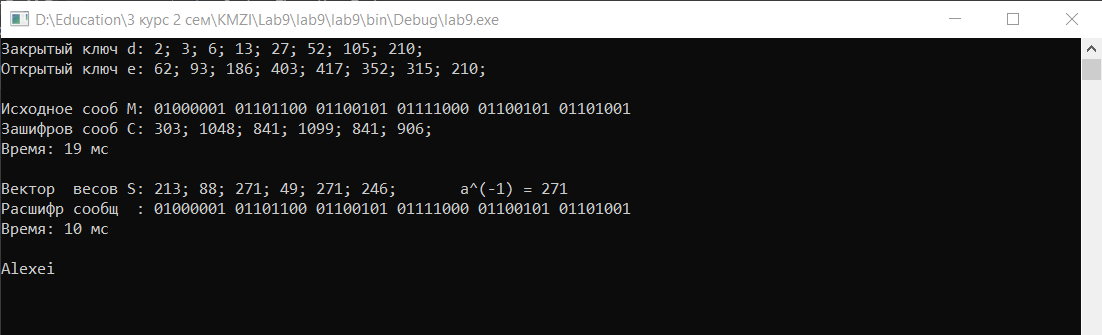 D:\Education\3 курс 2 сем\KMZI\Lab9\lab9\lab9\bin\Debug\lab9.exe
Закрытый ключ d: 2; 3; 6; 13; 27; 52; 105; 210;
Открытый ключ e: 62; 93; 186; 403; 417; 352; 315; 210;
Исходное сооб M: 01000001 01101100 01100101 01111000 01100101 01101001
Зашифров сооб C: 303; 1048; 841; 1099; 841; 906;
Время: 19 мс
Вектор  весов S: 213; 88; 271; 49; 271; 246;       a^(-1) = 271
Расшифр сообщ  : 01000001 01101100 01100101 01111000 01100101 01101001
Время: 10 мс
Alexei